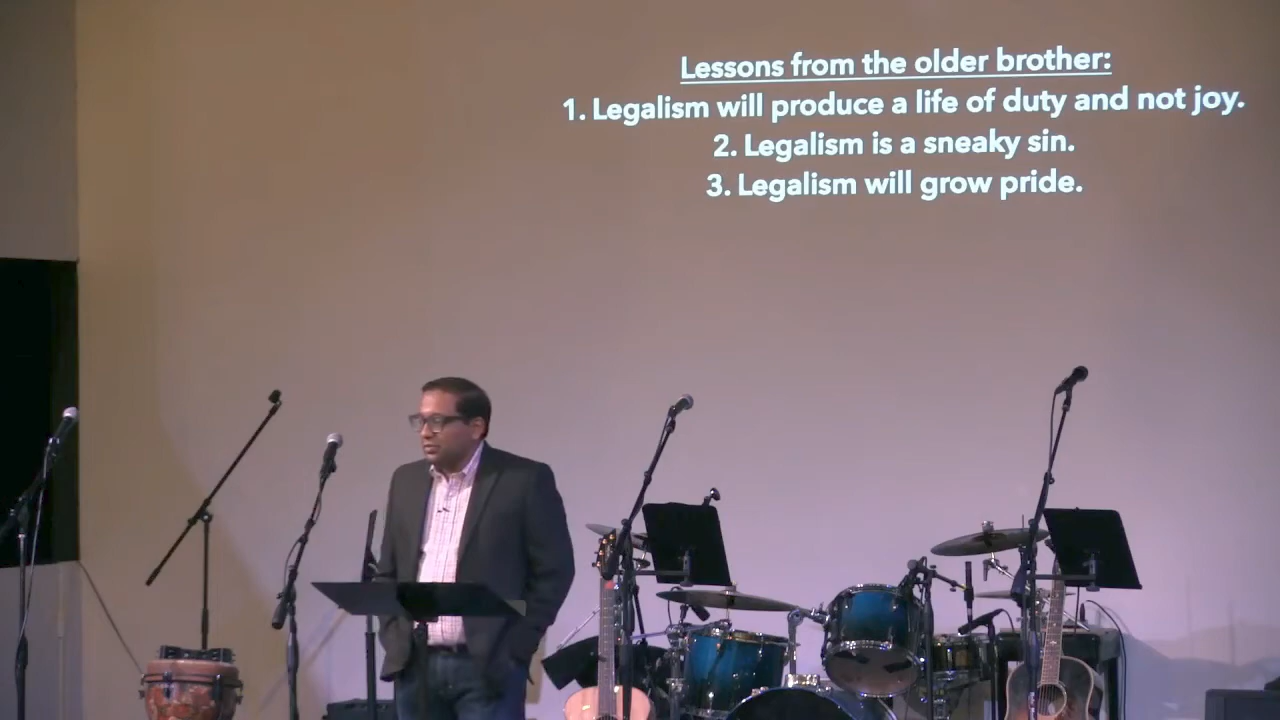 Lessons from the older brother:
1. Legalism will produce a life of duty and not joy.
2. Legalism is a sneaky sin.
3. Legalism will grow pride.